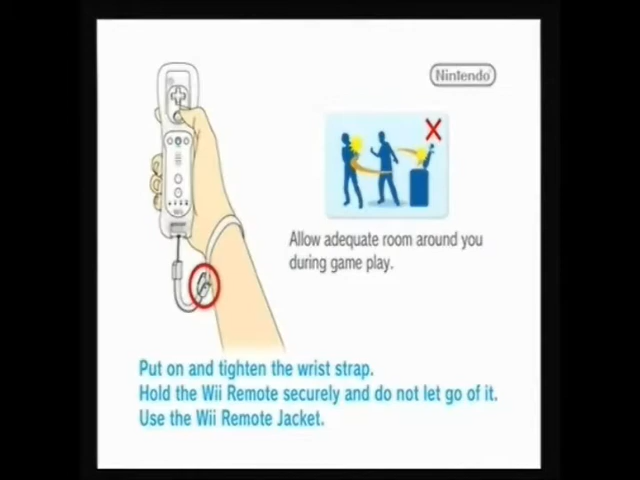 Nintendo
Allow adequate room around you
during game play.
Put on and tighten the wrist strap.
Hold the Wii Remote securely and do not let go of it.
Use the Wii Remote Jacket.